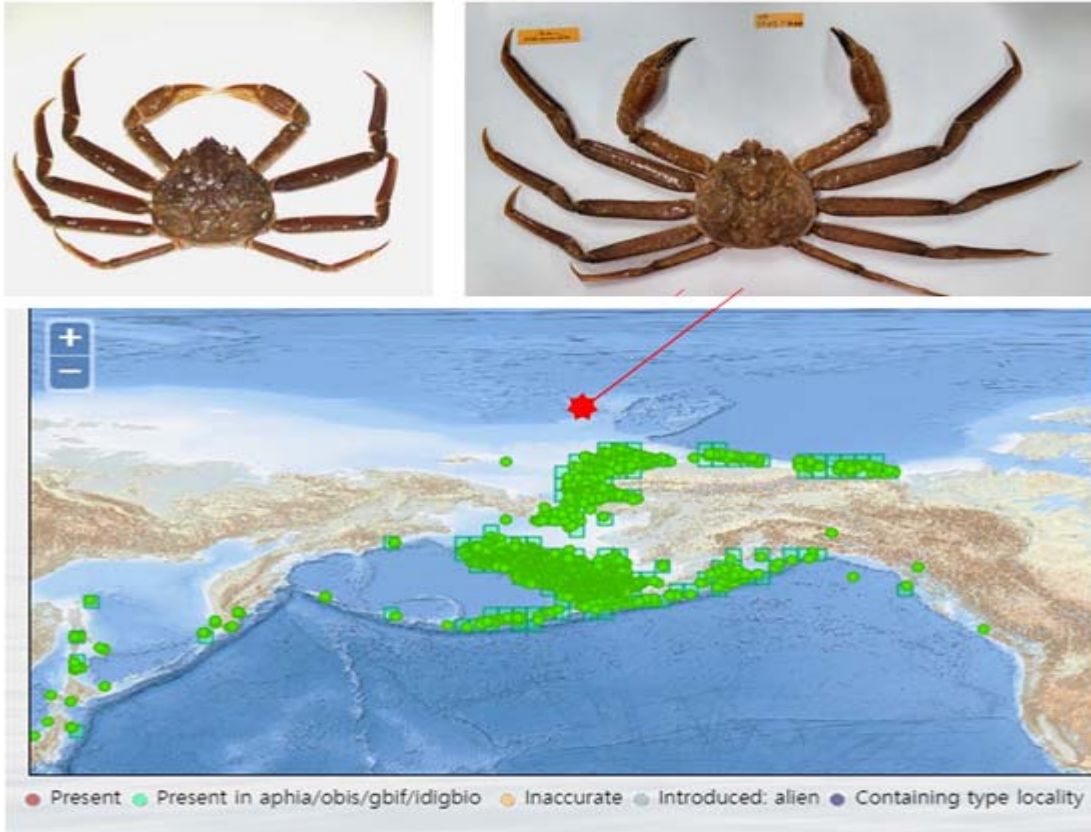 +
−
Present Present in aphia/obis/gbif/idigbio Inaccurate Introduced: alien Containing type locality